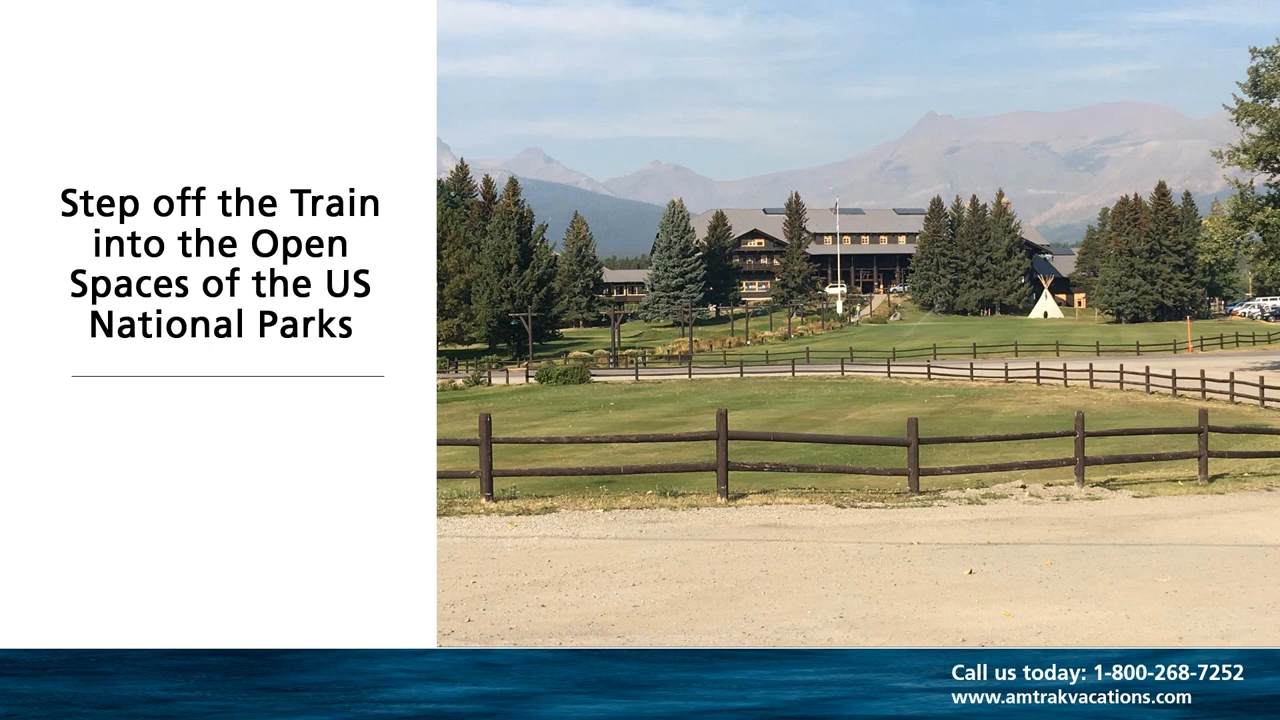 Step off the Train
into the Open
Spaces of the US
National Parks
Call us today: 1-800-268-7252
www.amtrakvacations.com